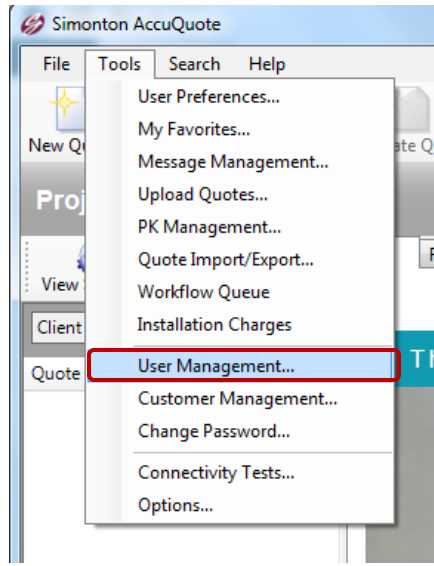 Simonton AccuQuote
File Tools Search Help
User Preferences...
My Favorites...
New Q
Message Management...
ate Q
Upload Quotes...
Proj
PK Management...
Quote Import/Export...
View
Workflow Queue
Client
Installation Charges
Quote
User Management...
Th
Customer Management...
Change Password...
Connectivity Tests...
Options...